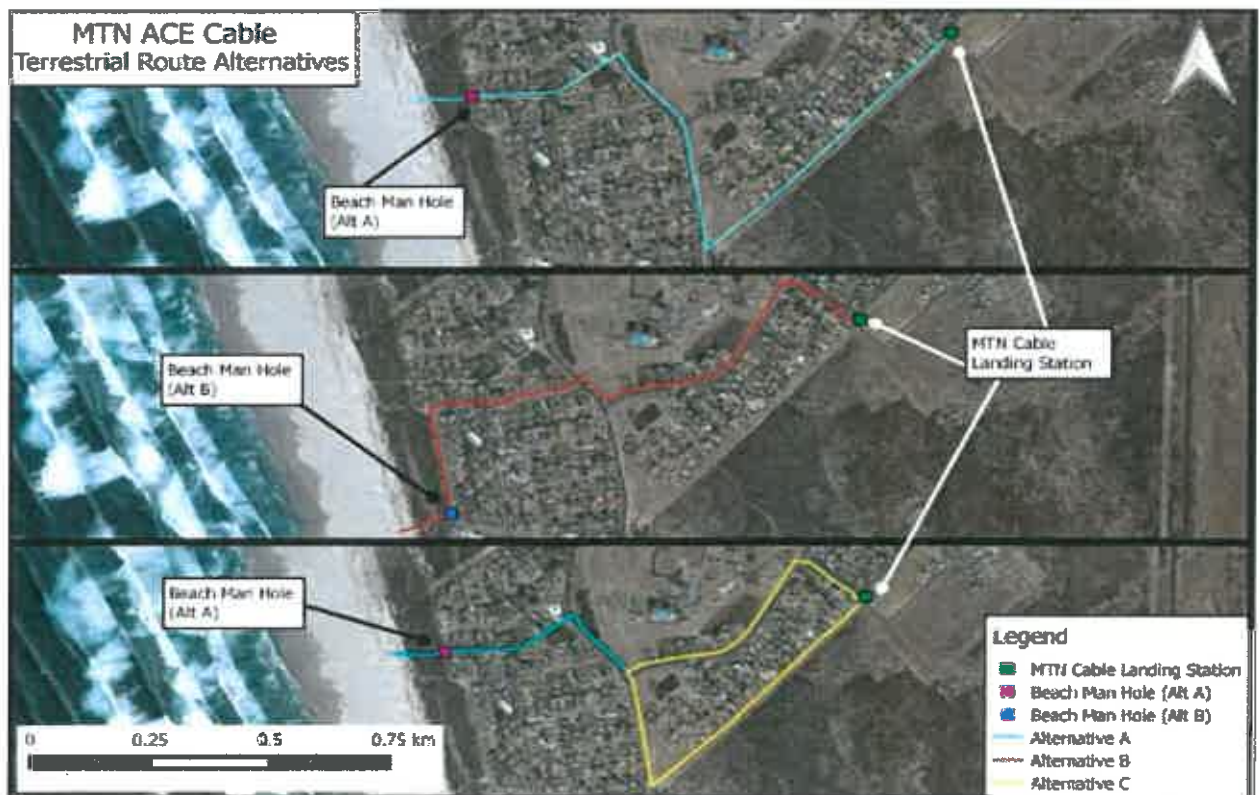 MTN ACE Cable
Terrestrial Route Alternatives
Beach Man Hole
(Alt A)
MTN Cable
Landing Station
Beach Man Hole
(Alt B)
Beach Man Hole
(Alt A)
0 0.25 0.5 0.75 km
Legend
MTN Cable Landing Station
Beach Man Hole (Alt A)
Beach Man Hole (Alt B)
Alternative A
Alternative B
Alternative C